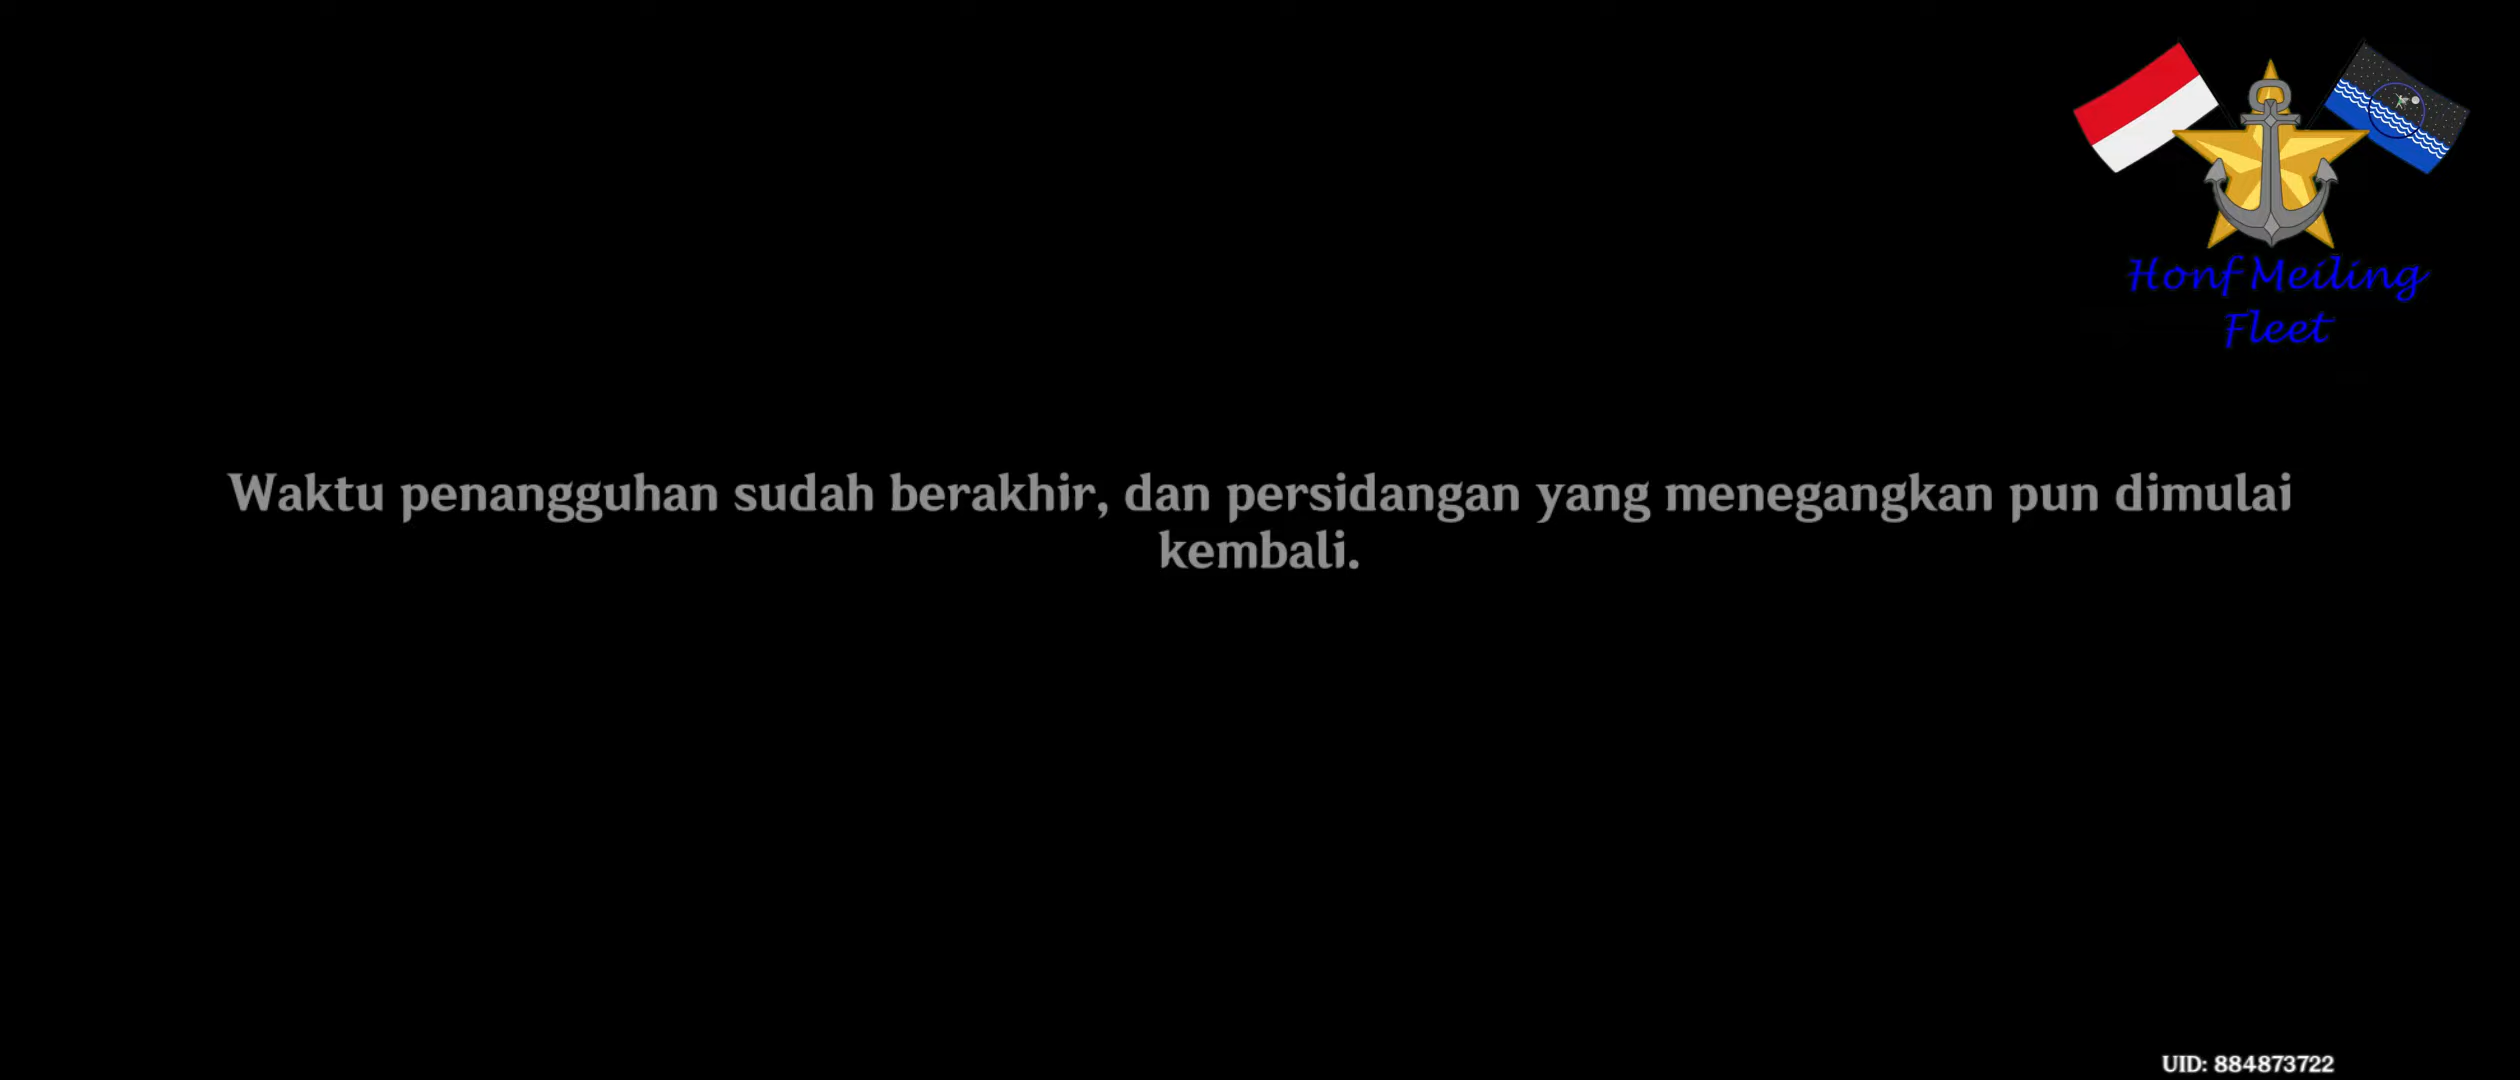 Honf Meiling
Fleet
Waktu penangguhan sudah berakhir, dan persidangan yang menegangkan pun dimulai
kembali.
UID: 884873722